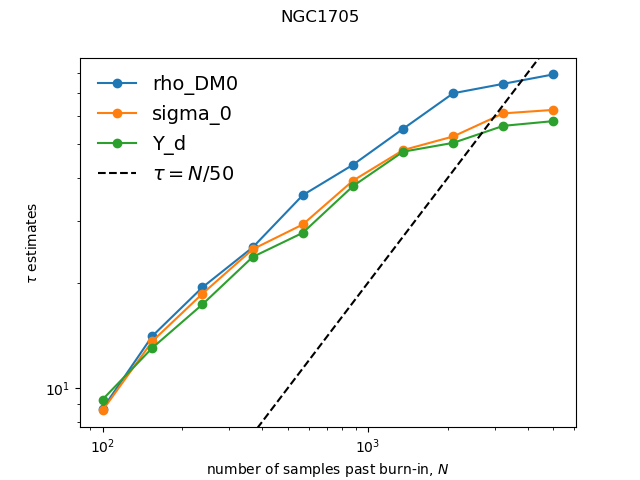 NGC1705
rho_DM0
sigma_0
Y_d
τ = N/50
τ estimates
10¹
10² 10³
number of samples past burn-in, N